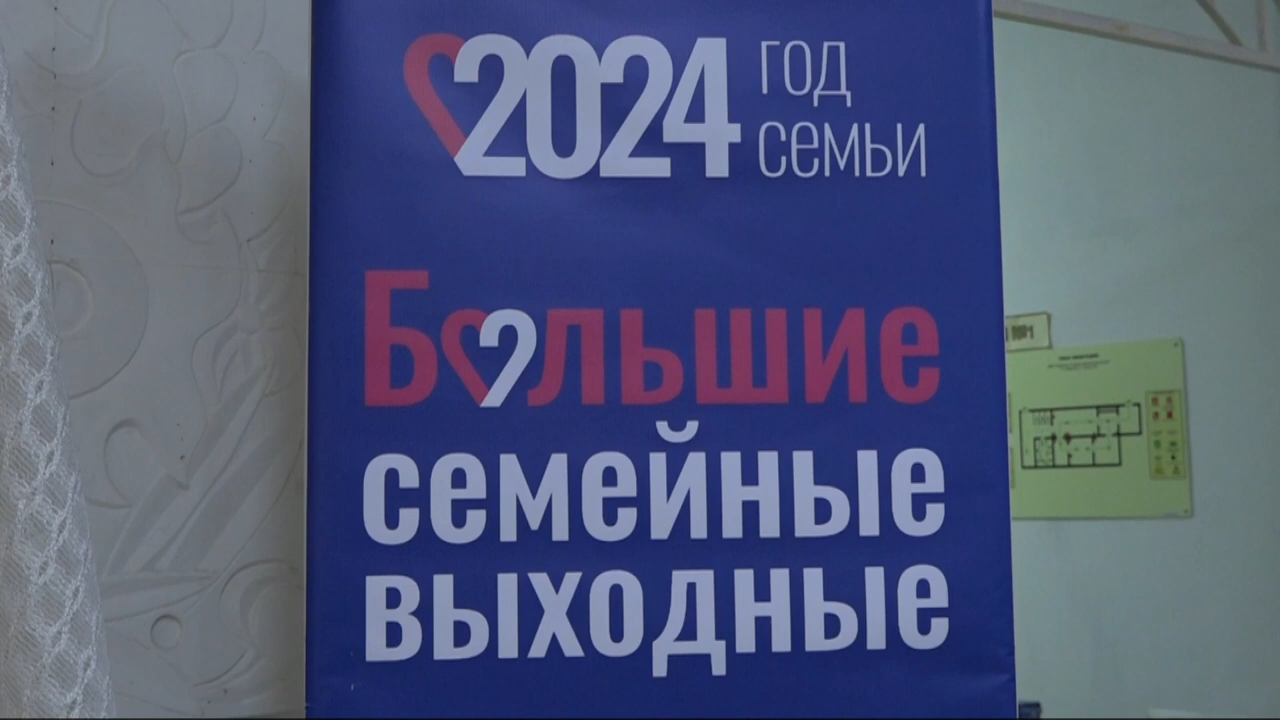 2024 год
семьи
Большие
семейные
выходные